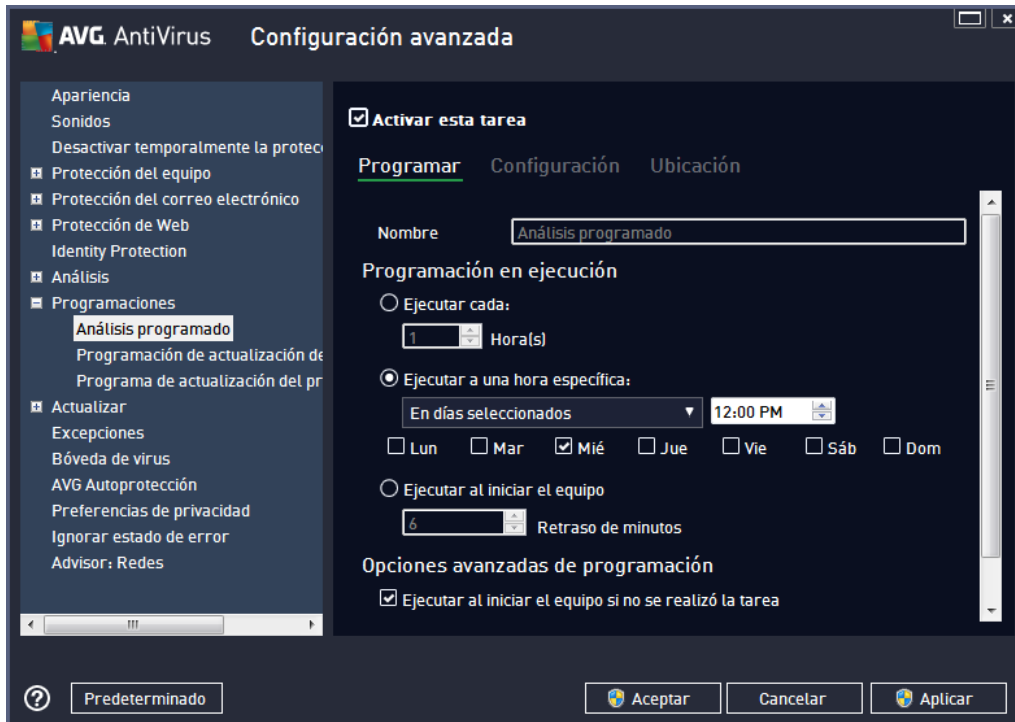 AVG AntiVirus Configuración avanzada
Apariencia
Sonidos
Desactivar temporalmente la protec
Protección del equipo
Protección del correo electrónico
Protección de Web
Identity Protection
Análisis
Programaciones
Análisis programado
Programación de actualización de
Programa de actualización del pr
Actualizar
Excepciones
Bóveda de virus
AVG Autoprotección
Preferencias de privacidad
Ignorar estado de error
Advisor: Redes
Activar esta tarea
Programar Configuración Ubicación
Nombre Análisis programado
Programación en ejecución
Ejecutar cada:
1 Hora(s)
Ejecutar a una hora específica:
En días seleccionados 12:00 PM
Lun Mar Mié Jue Vie Sáb Dom
Ejecutar al iniciar el equipo
6 Retraso de minutos
Opciones avanzadas de programación
Ejecutar al iniciar el equipo si no se realizó la tarea
Predeterminado Aceptar Cancelar Aplicar